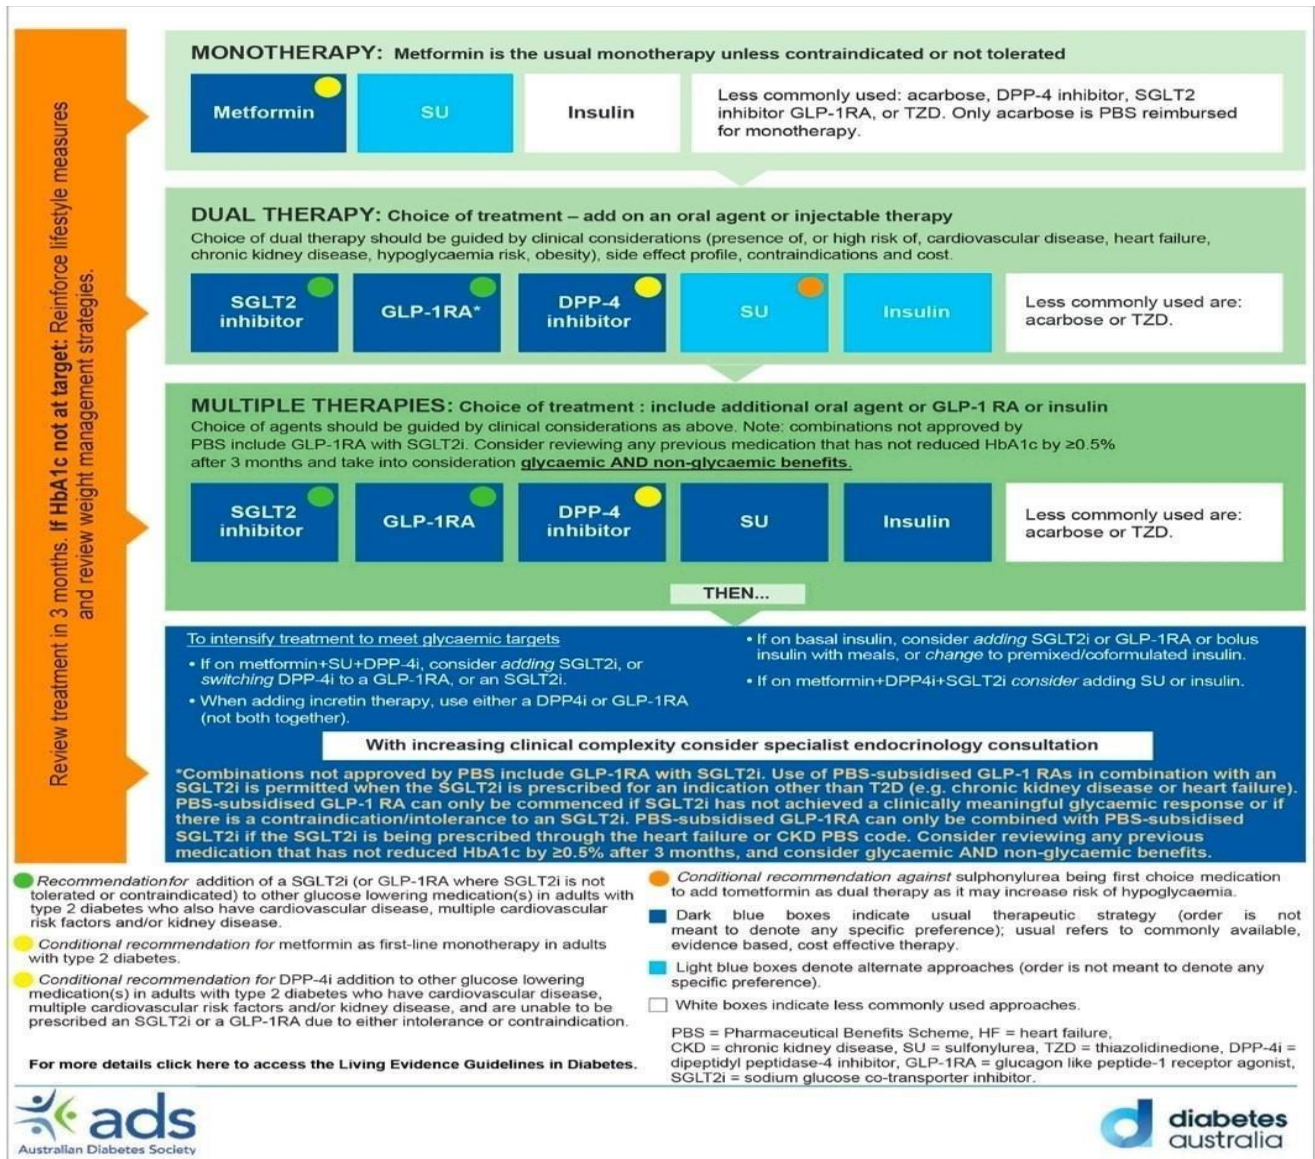 Review treatment in 3 months. If HbA1c not at target: Reinforce lifestyle measures
and review weight management strategies.
MONOTHERAPY: Metformin is the usual monotherapy unless contraindicated or not tolerated
Metformin
SU
Insulin
Less commonly used: acarbose, DPP-4 inhibitor, SGLT2
inhibitor GLP-1RA, or TZD. Only acarbose is PBS reimbursed
for monotherapy.
DUAL THERAPY: Choice of treatment – add on an oral agent or injectable therapy
Choice of dual therapy should be guided by clinical considerations (presence of, or high risk of, cardiovascular disease, heart failure,
chronic kidney disease, hypoglycaemia risk, obesity), side effect profile, contraindications and cost.
SGLT2
inhibitor
GLP-1RA*
DPP-4
inhibitor
SU
Insulin
Less commonly used are:
acarbose or TZD.
MULTIPLE THERAPIES: Choice of treatment : include additional oral agent or GLP-1 RA or insulin
Choice of agents should be guided by clinical considerations as above. Note: combinations not approved by
PBS include GLP-1RA with SGLT2i. Consider reviewing any previous medication that has not reduced HbA1c by ≥0.5%
after 3 months and take into consideration glycaemic AND non-glycaemic benefits.
SGLT2
inhibitor
GLP-1RA
DPP-4
inhibitor
SU
Insulin
Less commonly used are:
acarbose or TZD.
THEN...
To intensify treatment to meet glycaemic targets
• If on metformin+SU+DPP-4i, consider adding SGLT2i, or
switching DPP-4i to a GLP-1RA, or an SGLT2i.
• When adding incretin therapy, use either a DPP4i or GLP-1RA
(not both together).
• If on basal insulin, consider adding SGLT2i or GLP-1RA or bolus
insulin with meals, or change to premixed/coformulated insulin.
• If on metformin+DPP4i+SGLT2i consider adding SU or insulin.
With increasing clinical complexity consider specialist endocrinology consultation
*Combinations not approved by PBS include GLP-1RA with SGLT2i. Use of PBS-subsidised GLP-1 RAs in combination with an
SGLT2i is permitted when the SGLT2i is prescribed for an indication other than T2D (e.g. chronic kidney disease or heart failure).
PBS-subsidised GLP-1 RA can only be commenced if SGLT2i has not achieved a clinically meaningful glycaemic response or if
there is a contraindication/intolerance to an SGLT2i. PBS-subsidised GLP-1RA can only be combined with PBS-subsidised
SGLT2i if the SGLT2i is being prescribed through the heart failure or CKD PBS code. Consider reviewing any previous
medication that has not reduced HbA1c by ≥0.5% after 3 months, and consider glycaemic AND non-glycaemic benefits.
Recommendationfor addition of a SGLT2i (or GLP-1RA where SGLT2i is not
tolerated or contraindicated) to other glucose lowering medication(s) in adults with
type 2 diabetes who also have cardiovascular disease, multiple cardiovascular
risk factors and/or kidney disease.
Conditional recommendation for metformin as first-line monotherapy in adults
with type 2 diabetes.
Conditional recommendation for DPP-4i addition to other glucose lowering
medication(s) in adults with type 2 diabetes who have cardiovascular disease,
multiple cardiovascular risk factors and/or kidney disease, and are unable to be
prescribed an SGLT2i or a GLP-1RA due to either intolerance or contraindication.
For more details click here to access the Living Evidence Guidelines in Diabetes.
Conditional recommendation against sulphonylurea being first choice medication
to add tometformin as dual therapy as it may increase risk of hypoglycaemia.
Dark blue boxes indicate usual therapeutic strategy (order is not
meant to denote any specific preference); usual refers to commonly available,
evidence based, cost effective therapy.
Light blue boxes denote alternate approaches (order is not meant to denote any
specific preference).
White boxes indicate less commonly used approaches.
PBS = Pharmaceutical Benefits Scheme, HF = heart failure,
CKD = chronic kidney disease, SU = sulfonylurea, TZD = thiazolidinedione, DPP-4i =
dipeptidyl peptidase-4 inhibitor, GLP-1RA = glucagon like peptide-1 receptor agonist,
SGLT2i = sodium glucose co-transporter inhibitor.
ads
Australian Diabetes Society
diabetes
australia